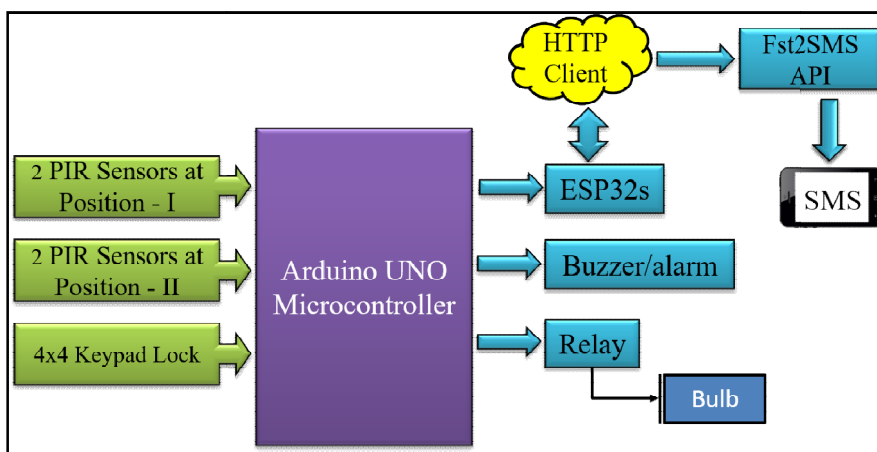 HTTP
Client
Fst2SMS
API
2 PIR Sensors at
Position - I
ESP32s
SMS
2 PIR Sensors at
Position - II
Arduino UNO
Microcontroller
Buzzer/alarm
4x4 Keypad Lock
Relay
Bulb